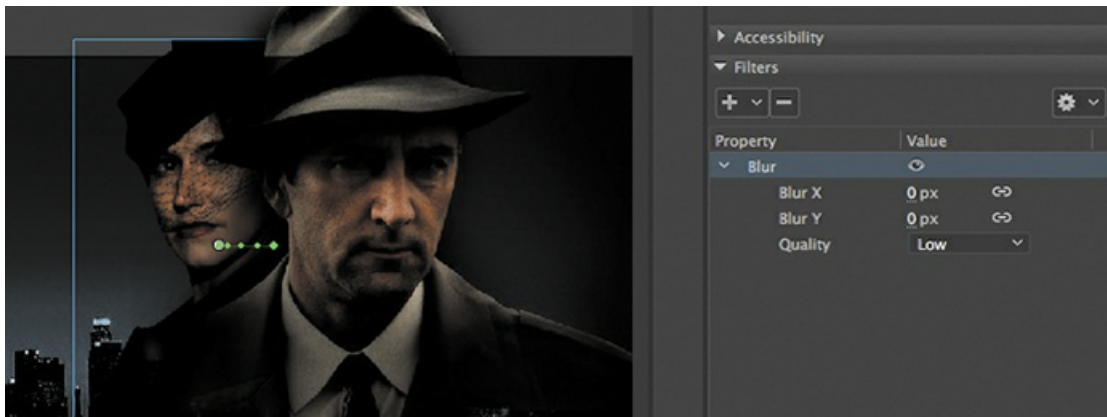 Accessibility
Filters
Property Value
Blur
Blur X 0 px
Blur Y 0 px
Quality Low